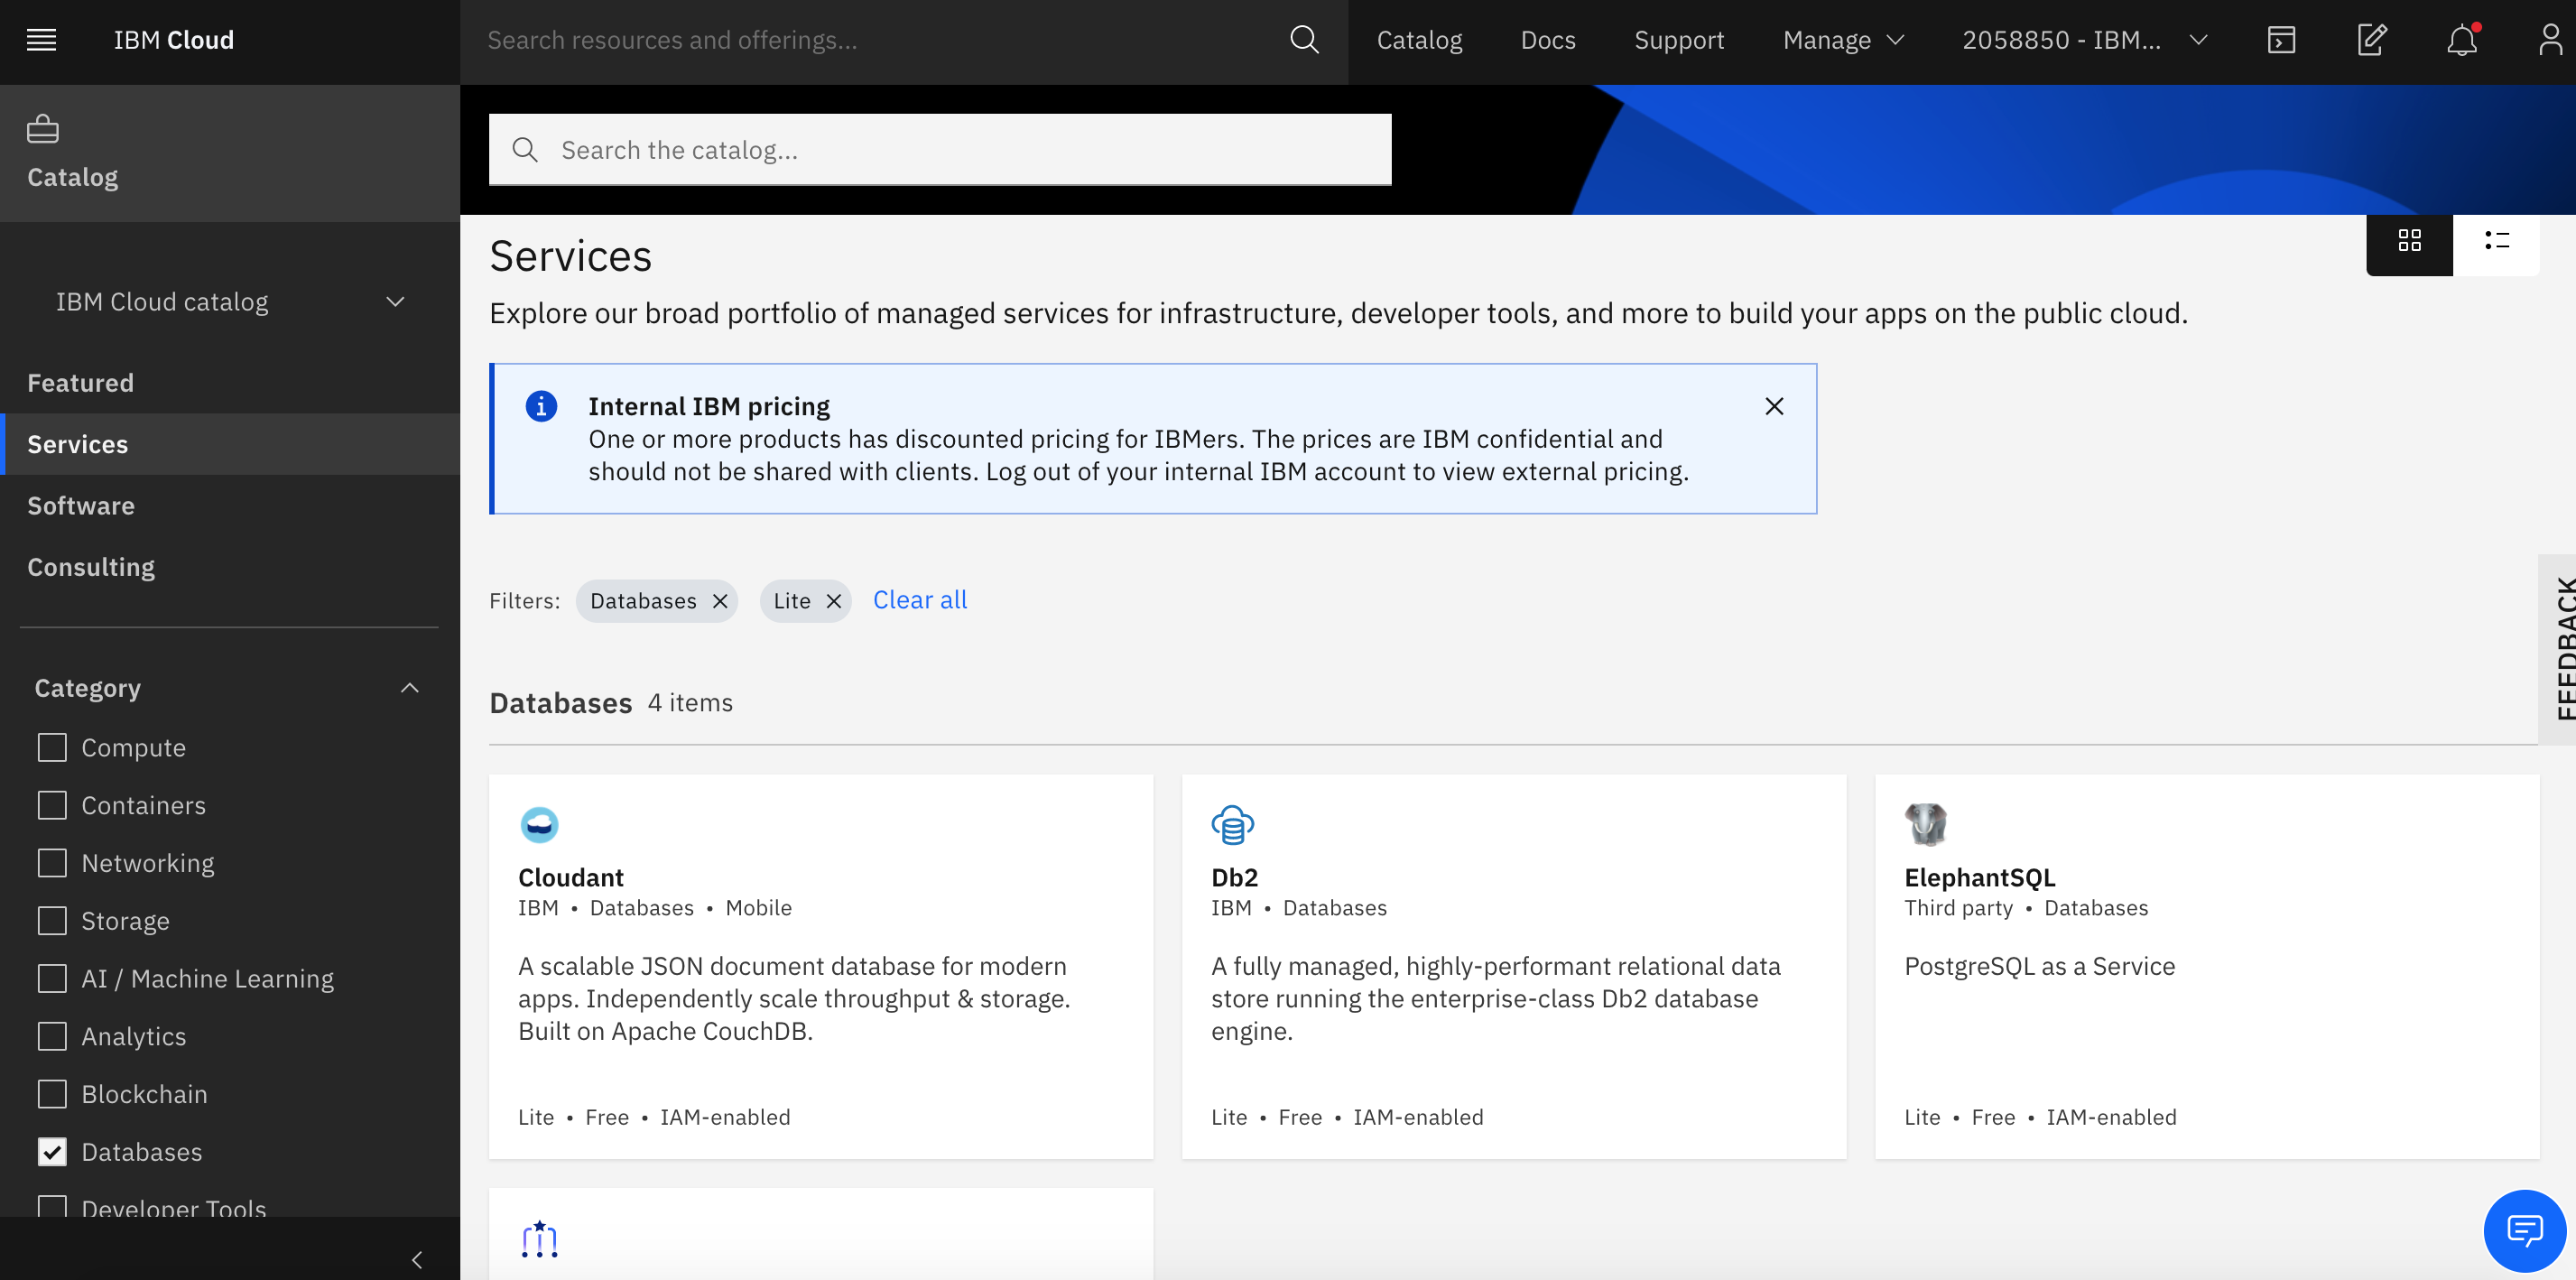 IBM Cloud
Search resources and offerings...
Catalog
Docs
Support
Manage
2058850 - IBM...
Catalog
IBM Cloud catalog
Featured
Services
Software
Consulting
Category
Compute
Containers
Networking
Storage
AI / Machine Learning
Analytics
Blockchain
Databases
Developer Tools
Search the catalog...
Services
Explore our broad portfolio of managed services for infrastructure, developer tools, and more to build your apps on the public cloud.
Internal IBM pricing
One or more products has discounted pricing for IBMers. The prices are IBM confidential and
should not be shared with clients. Log out of your internal IBM account to view external pricing.
Filters: Databases Lite Clear all
Databases 4 items
Cloudant
IBM • Databases • Mobile
A scalable JSON document database for modern
apps. Independently scale throughput & storage.
Built on Apache CouchDB.
Lite • Free • IAM-enabled
Db2
IBM • Databases
A fully managed, highly-performant relational data
store running the enterprise-class Db2 database
engine.
Lite • Free • IAM-enabled
ElephantSQL
Third party • Databases
PostgreSQL as a Service
Lite • Free • IAM-enabled
FEEDBACK